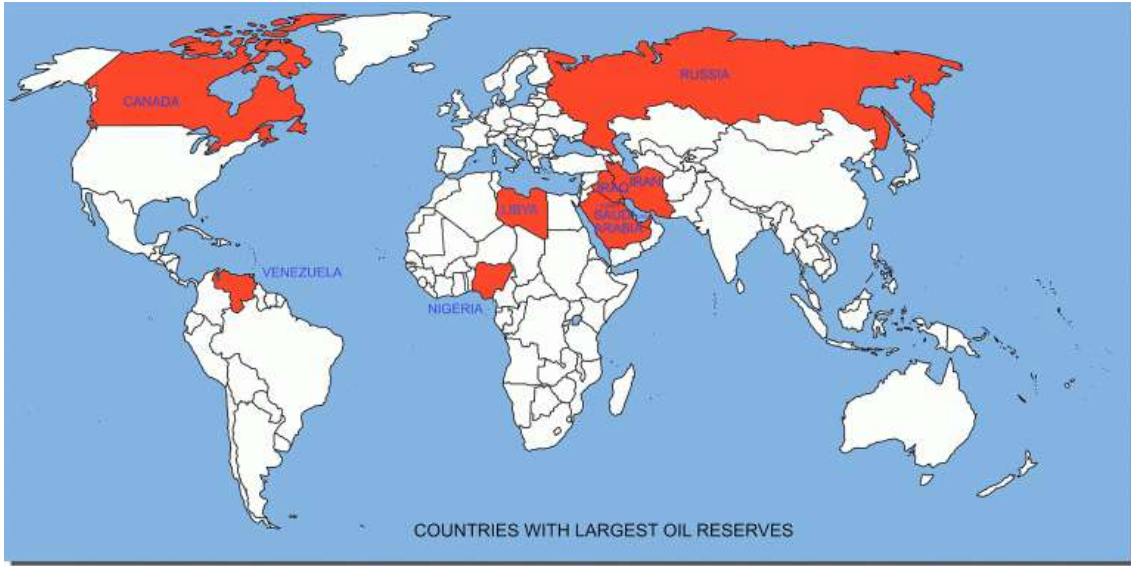 RUSSIA
CANADA
IRAQ
IRAN
LIBYA
SAUDI
ARABIA
VENEZUELA
NIGERIA
COUNTRIES WITH LARGEST OIL RESERVES